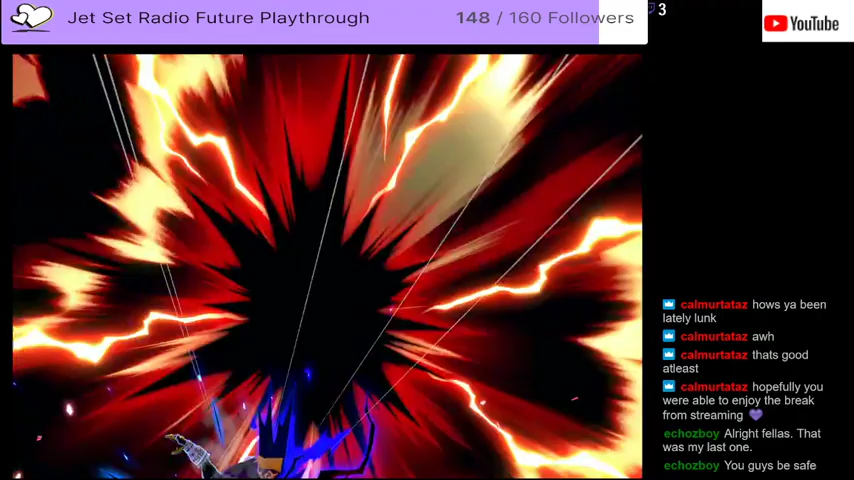 Jet Set Radio Future Playthrough
148 / 160 Followers
3
YouTube
calmurtataz hows ya been
lately lunk
calmurtataz awh
calmurtataz thats good
atleast
calmurtataz hopefully you
were able to enjoy the break
from streaming
echozboy Alright fellas. That
was my last one.
echozboy You guys be safe